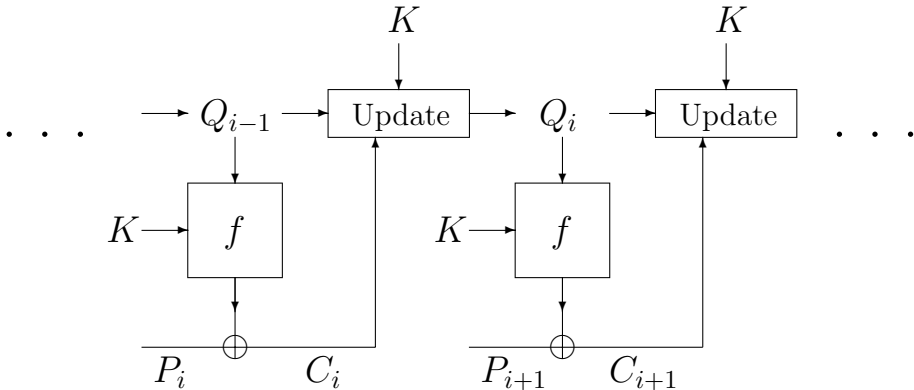 K K
. . . Q_{i−1} Update Q_i Update . . .
K f K f
P_i C_i P_{i+1} C_{i+1}